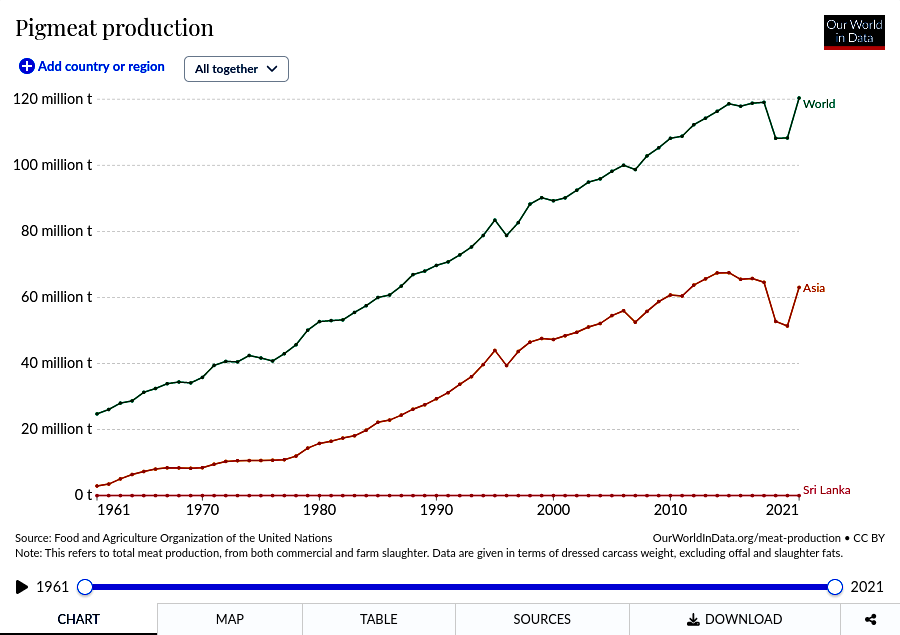 Pigmeat production
Our World
in Data
Add country or region
All together
120 million t
World
100 million t
80 million t
60 million t
Asia
40 million t
20 million t
0 t
Sri Lanka
1961 1970 1980 1990 2000 2010 2021
Source: Food and Agriculture Organization of the United Nations
OurWorldInData.org/meat-production • CC BY
Note: This refers to total meat production, from both commercial and farm slaughter. Data are given in terms of dressed carcass weight, excluding offal and slaughter fats.
1961 2021
CHART MAP TABLE SOURCES DOWNLOAD